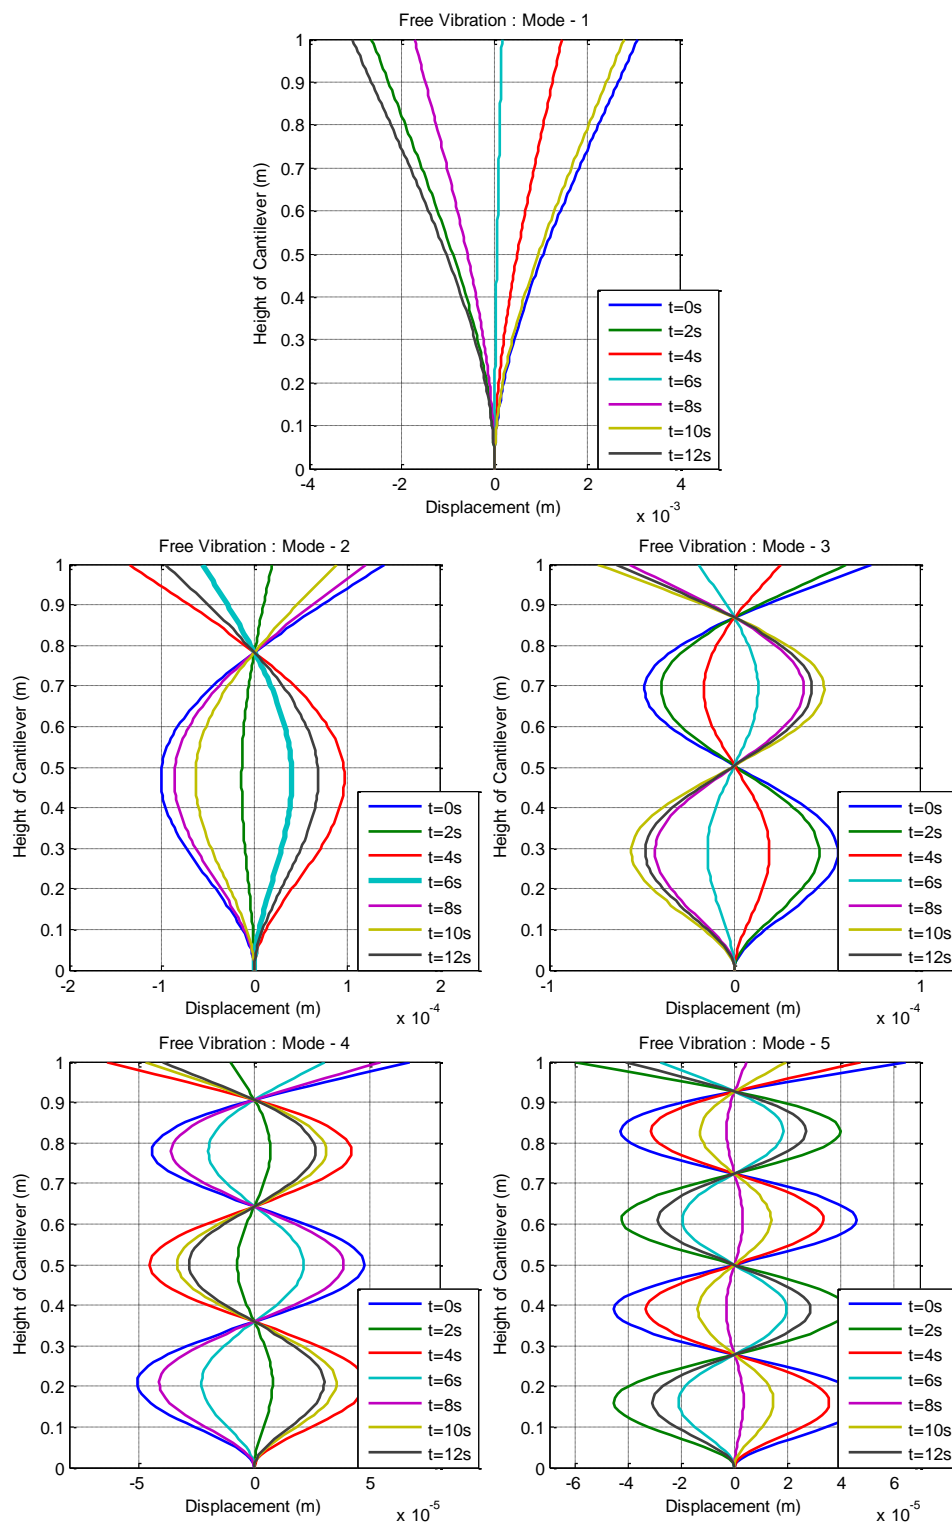 Free Vibration : Mode - 1
1
0.9
0.8
0.7
0.6
0.5
0.4
0.3
0.2
0.1
0
Height of Cantilever (m)
t=0s
t=2s
t=4s
t=6s
t=8s
t=10s
t=12s
-4 -2 0 2 4
Displacement (m)
x 10^-3
Free Vibration : Mode - 2
1
0.9
0.8
0.7
0.6
0.5
0.4
0.3
0.2
0.1
0
Height of Cantilever (m)
t=0s
t=2s
t=4s
t=6s
t=8s
t=10s
t=12s
-2 -1 0 1 2
Displacement (m)
x 10^-4
Free Vibration : Mode - 3
1
0.9
0.8
0.7
0.6
0.5
0.4
0.3
0.2
0.1
0
Height of Cantilever (m)
t=0s
t=2s
t=4s
t=6s
t=8s
t=10s
t=12s
-1 0 1
Displacement (m)
x 10^-4
Free Vibration : Mode - 4
1
0.9
0.8
0.7
0.6
0.5
0.4
0.3
0.2
0.1
0
Height of Cantilever (m)
t=0s
t=2s
t=4s
t=6s
t=8s
t=10s
t=12s
-5 0 5
Displacement (m)
x 10^-5
Free Vibration : Mode - 5
1
0.9
0.8
0.7
0.6
0.5
0.4
0.3
0.2
0.1
0
Height of Cantilever (m)
t=0s
t=2s
t=4s
t=6s
t=8s
t=10s
t=12s
-6 -4 -2 0 2 4 6
Displacement (m)
x 10^-5